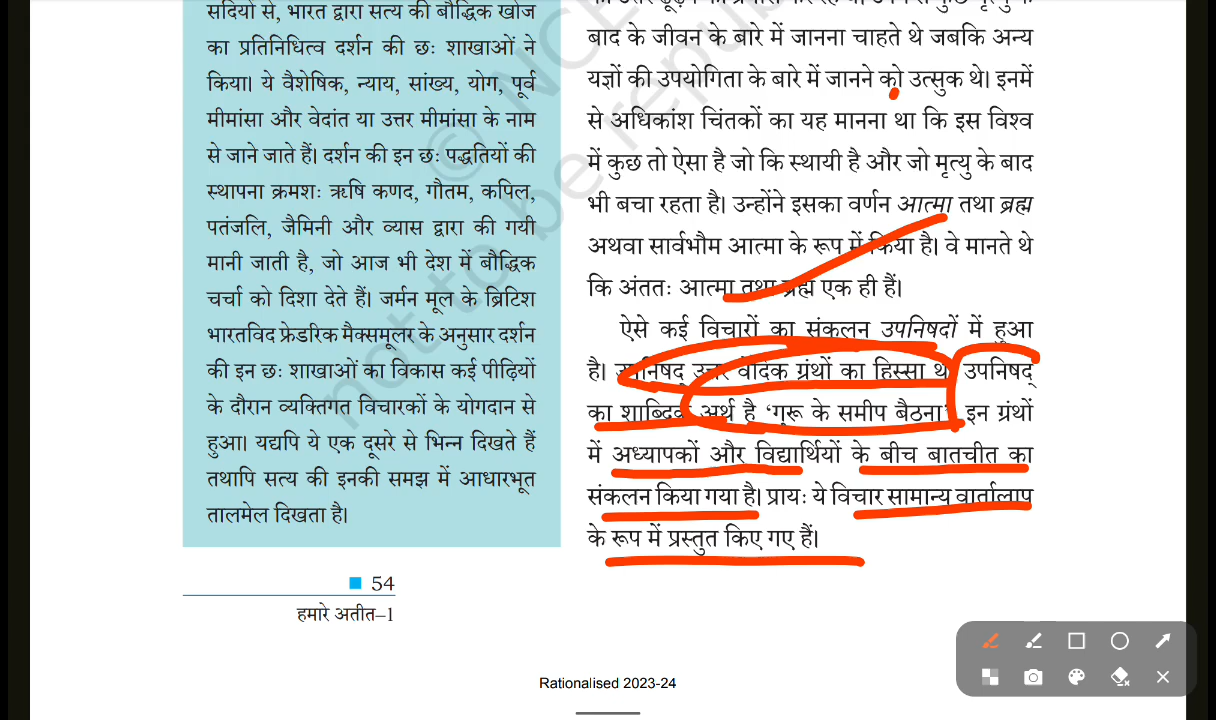 सदियों से, भारत द्वारा सत्य की बौद्धिक खोज
का प्रतिनिधित्व दर्शन की छः शाखाओं ने
किया। ये वैशेषिक, न्याय, सांख्य, योग, पूर्व
मीमांसा और वेदांत या उत्तर मीमांसा के नाम
से जाने जाते हैं। दर्शन की इन छः पद्धतियों की
स्थापना क्रमशः ऋषि कणद, गौतम, कपिल,
पतंजलि, जैमिनी और व्यास द्वारा की गयी
मानी जाती है, जो आज भी देश में बौद्धिक
चर्चा को दिशा देते हैं। जर्मन मूल के ब्रिटिश
भारतविद फ्रेडरिक मैक्समूलर के अनुसार दर्शन
की इन छः शाखाओं का विकास कई पीढ़ियों
के दौरान व्यक्तिगत विचारकों के योगदान से
हुआ। यद्यपि ये एक दूसरे से भिन्न दिखते हैं
तथापि सत्य की इनकी समझ में आधारभूत
तालमेल दिखता है।
54
हमारे अतीत–1
बाद के जीवन के बारे में जानना चाहते थे जबकि अन्य
यज्ञों की उपयोगिता के बारे में जानने को उत्सुक थे। इनमें
से अधिकांश चिंतकों का यह मानना था कि इस विश्व
में कुछ तो ऐसा है जो कि स्थायी है और जो मृत्यु के बाद
भी बचा रहता है। उन्होंने इसका वर्णन आत्मा तथा ब्रह्म
अथवा सार्वभौम आत्मा के रूप में किया है। वे मानते थे
कि अंततः आत्मा तथा ब्रह्म एक ही हैं।
ऐसे कई विचारों का संकलन उपनिषदों में हुआ
है। उपनिषद् उत्तर वैदिक ग्रंथों का हिस्सा थे। उपनिषद्
का शाब्दिक अर्थ है ‘गुरू के समीप बैठना’ इन ग्रंथों
में अध्यापकों और विद्यार्थियों के बीच बातचीत का
संकलन किया गया है। प्रायः ये विचार सामान्य वार्तालाप
के रूप में प्रस्तुत किए गए हैं।
Rationalised 2023-24